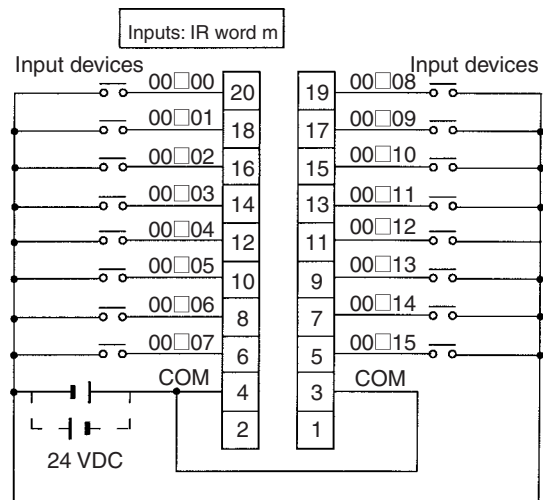 Inputs: IR word m
Input devices Input devices
00□00 20 19 00□08
00□01 18 17 00□09
00□02 16 15 00□10
00□03 14 13 00□11
00□04 12 11 00□12
00□05 10 9 00□13
00□06 8 7 00□14
00□07 6 5 00□15
COM 4 3 COM
2 1
24 VDC